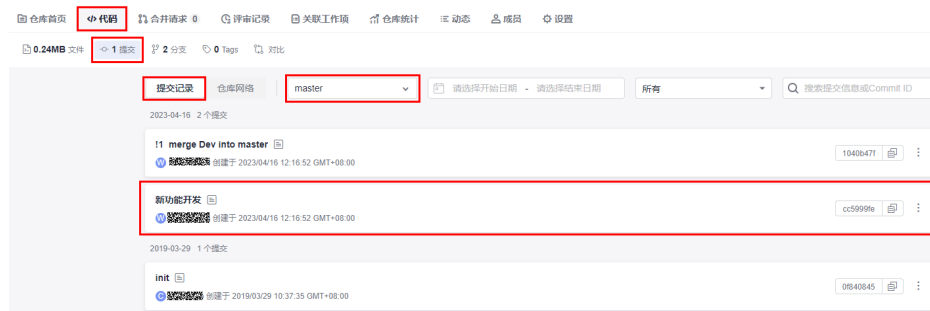 仓库首页 代码 合并请求 0 评审记录 关联工作项 仓库统计 动态 成员 设置
0.24MB 文件 1 提交 2 分支 0 Tags 对比
提交记录 仓库网络 master 请选择开始日期 - 请选择结束日期 所有 搜索提交信息或Commit ID
2023-04-16 2 个提交
!1 merge Dev into master
W 创建于 2023/04/16 12:16:52 GMT+08:00 1040b47f
新功能开发
W 创建于 2023/04/16 12:16:52 GMT+08:00 cc5999fe
2019-03-29 1 个提交
init
C 创建于 2019/03/29 10:37:35 GMT+08:00 0f840845